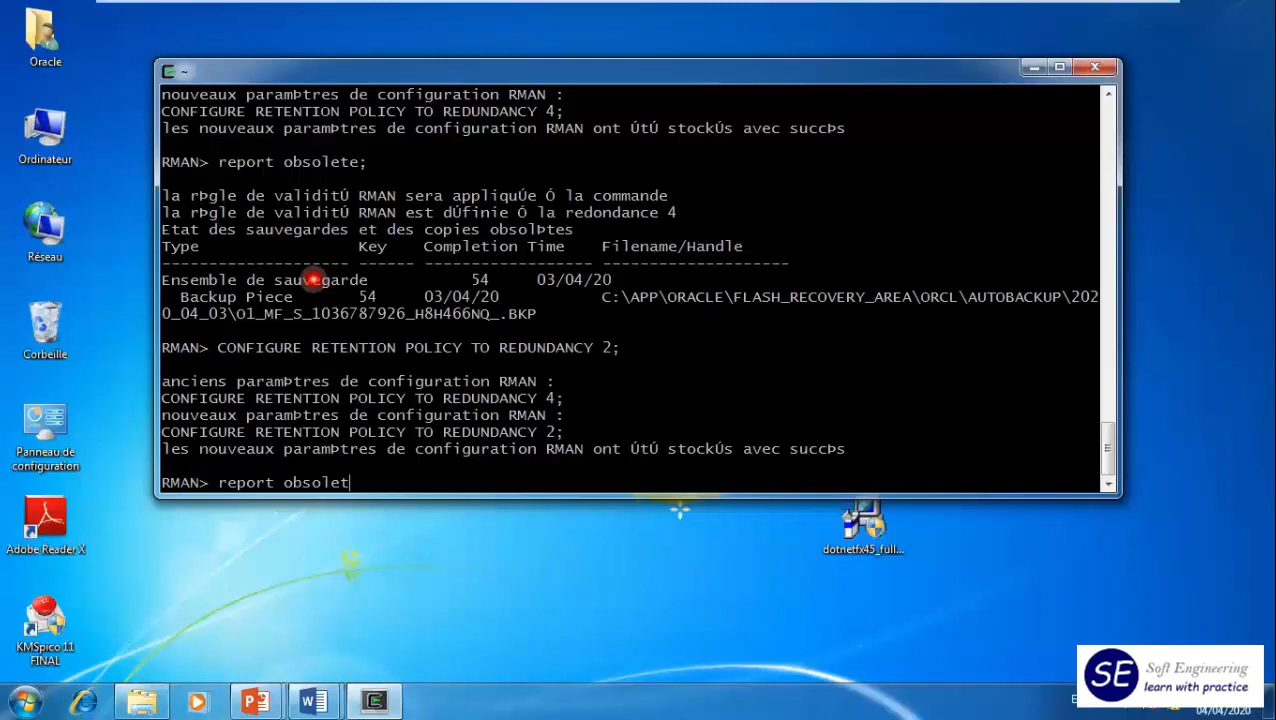 Oracle
Ordinateur
Réseau
Corbeille
Panneau de
configuration
Adobe Reader X
KMSpico 11
FINAL
~
nouveaux paramÞtres de configuration RMAN :
CONFIGURE RETENTION POLICY TO REDUNDANCY 4;
les nouveaux paramÞtres de configuration RMAN ont ÚtÚ stockÚs avec succÞs
RMAN> report obsolete;
la rÞgle de validitÚ RMAN sera appliquÚe Ó la commande
la rÞgle de validitÚ RMAN est dÚfinie Ó la redondance 4
Etat des sauvegardes et des copies obsolÞtes
Type Key Completion Time Filename/Handle
-------------------- ------ ------------------ --------------------
Ensemble de sauvegarde 54 03/04/20
Backup Piece 54 03/04/20 C:\APP\ORACLE\FLASH_RECOVERY_AREA\ORCL\AUTOBACKUP\202
0_04_03\O1_MF_S_1036787926_H8H466NQ_.BKP
RMAN> CONFIGURE RETENTION POLICY TO REDUNDANCY 2;
anciens paramÞtres de configuration RMAN :
CONFIGURE RETENTION POLICY TO REDUNDANCY 4;
nouveaux paramÞtres de configuration RMAN :
CONFIGURE RETENTION POLICY TO REDUNDANCY 2;
les nouveaux paramÞtres de configuration RMAN ont ÚtÚ stockÚs avec succÞs
RMAN> report obsolet
dotnetfx45_full...
SE Soft Engineering
learn with practice
04/04/2020